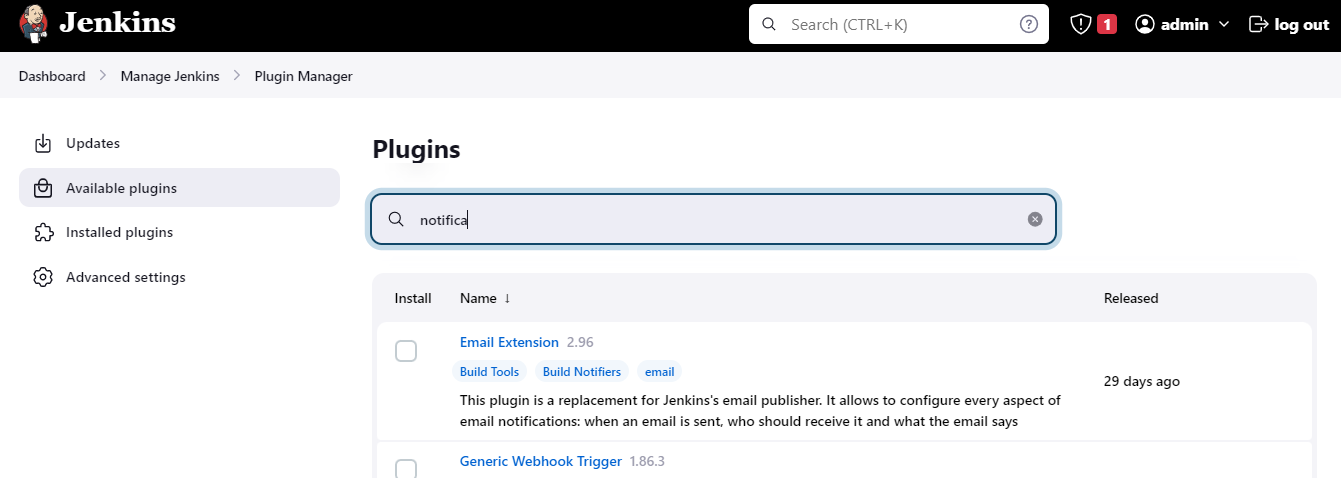 Jenkins
Search (CTRL+K)
1
admin
log out
Dashboard
Manage Jenkins
Plugin Manager
Updates
Available plugins
Installed plugins
Advanced settings
Plugins
notifica
Install Name ↓ Released
Email Extension 2.96
Build Tools Build Notifiers email
This plugin is a replacement for Jenkins's email publisher. It allows to configure every aspect of
email notifications: when an email is sent, who should receive it and what the email says
29 days ago
Generic Webhook Trigger 1.86.3